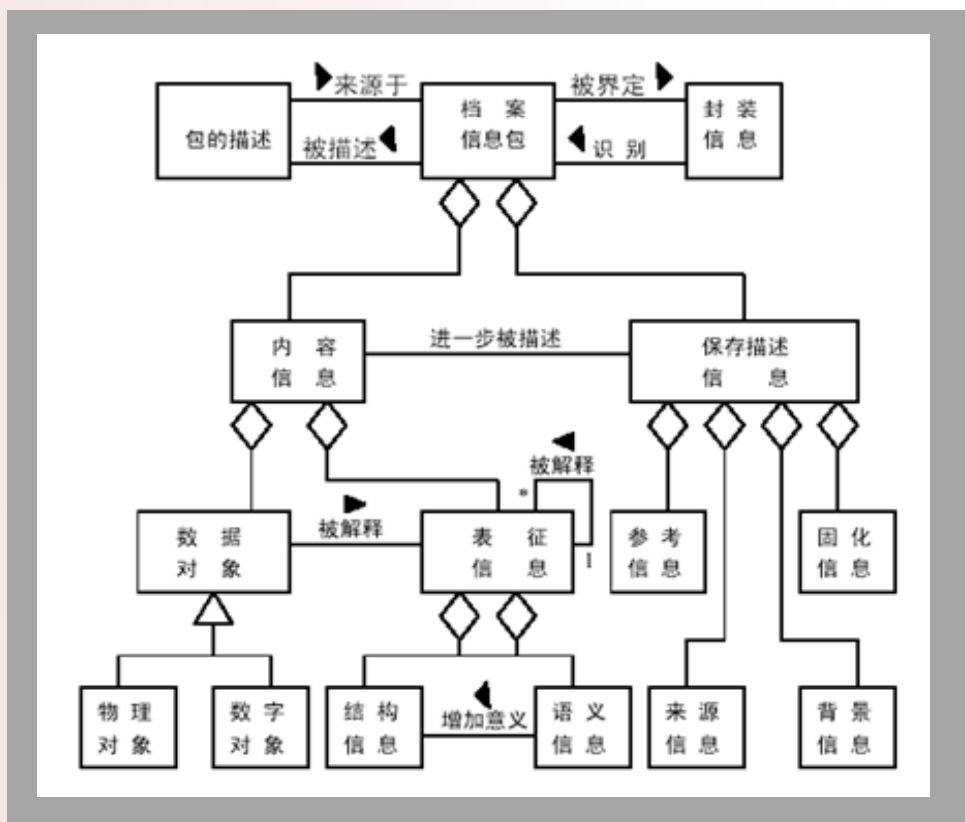 来源于
被界定
包的描述
档 案
信息包
封 装
信 息
被描述
识 别
内 容
信 息
进一步被描述
保存描述
信 息
被解释
*
被解释
数 据
对 象
表 征
信 息
1
参 考
信 息
固 化
信 息
物 理
对 象
数 字
对 象
结 构
信 息
增加意义
语 义
信 息
来 源
信 息
背 景
信 息